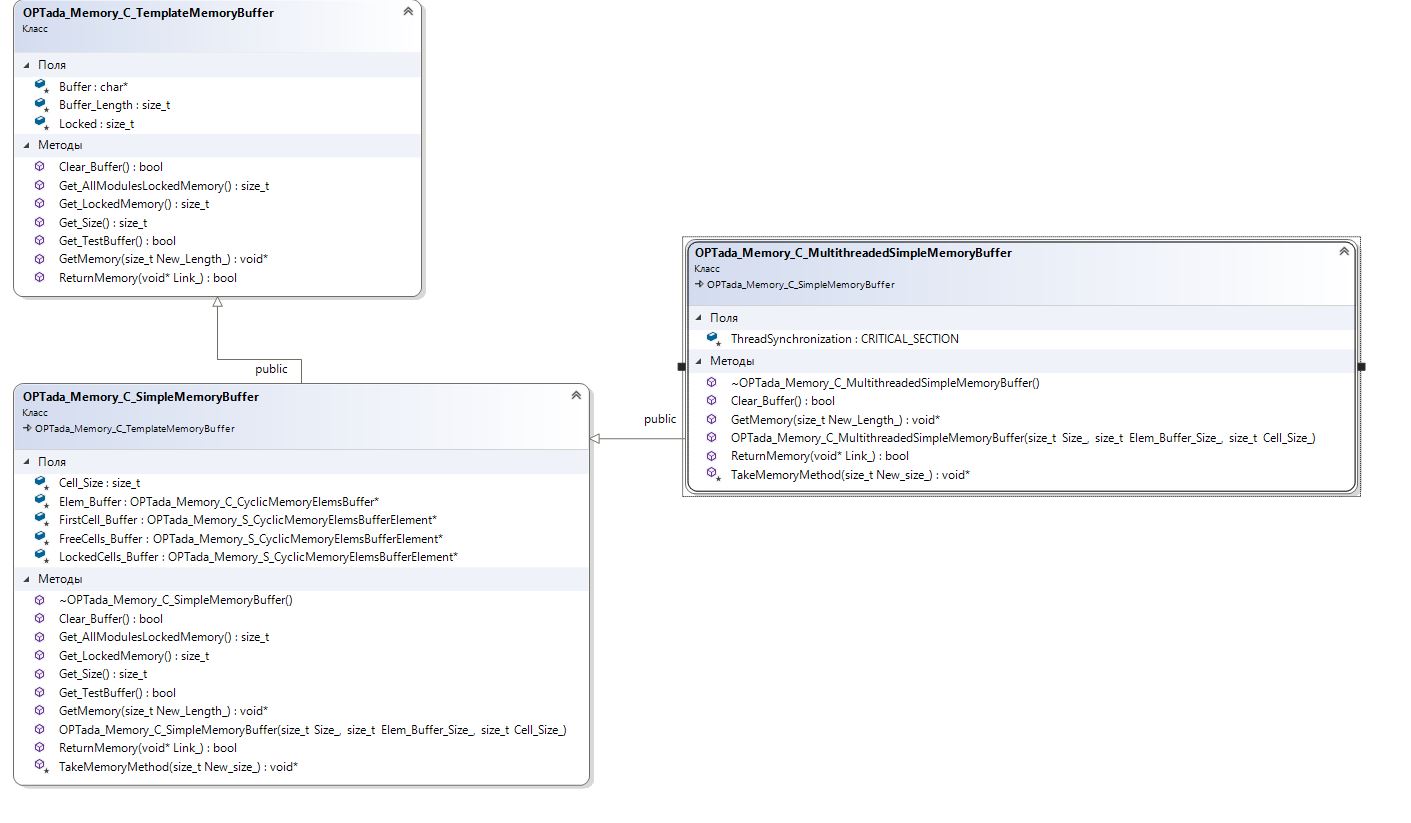 OPTada_Memory_C_TemplateMemoryBuffer
Класс
Поля
Buffer : char*
Buffer_Length : size_t
Locked : size_t
Методы
Clear_Buffer() : bool
Get_AllModulesLockedMemory() : size_t
Get_LockedMemory() : size_t
Get_Size() : size_t
Get_TestBuffer() : bool
GetMemory(size_t New_Length_) : void*
ReturnMemory(void* Link_) : bool
public
OPTada_Memory_C_SimpleMemoryBuffer
Класс
OPTada_Memory_C_TemplateMemoryBuffer
Поля
Cell_Size : size_t
Elem_Buffer : OPTada_Memory_C_CyclicMemoryElemsBuffer*
FirstCell_Buffer : OPTada_Memory_S_CyclicMemoryElemsBufferElement*
FreeCells_Buffer : OPTada_Memory_S_CyclicMemoryElemsBufferElement*
LockedCells_Buffer : OPTada_Memory_S_CyclicMemoryElemsBufferElement*
Методы
~OPTada_Memory_C_SimpleMemoryBuffer()
Clear_Buffer() : bool
Get_AllModulesLockedMemory() : size_t
Get_LockedMemory() : size_t
Get_Size() : size_t
Get_TestBuffer() : bool
GetMemory(size_t New_Length_) : void*
OPTada_Memory_C_SimpleMemoryBuffer(size_t Size_, size_t Elem_Buffer_Size_, size_t Cell_Size_)
ReturnMemory(void* Link_) : bool
TakeMemoryMethod(size_t New_size_) : void*
public
OPTada_Memory_C_MultithreadedSimpleMemoryBuffer
Класс
OPTada_Memory_C_SimpleMemoryBuffer
Поля
ThreadSynchronization : CRITICAL_SECTION
Методы
~OPTada_Memory_C_MultithreadedSimpleMemoryBuffer()
Clear_Buffer() : bool
GetMemory(size_t New_Length_) : void*
OPTada_Memory_C_MultithreadedSimpleMemoryBuffer(size_t Size_, size_t Elem_Buffer_Size_, size_t Cell_Size_)
ReturnMemory(void* Link_) : bool
TakeMemoryMethod(size_t New_size_) : void*